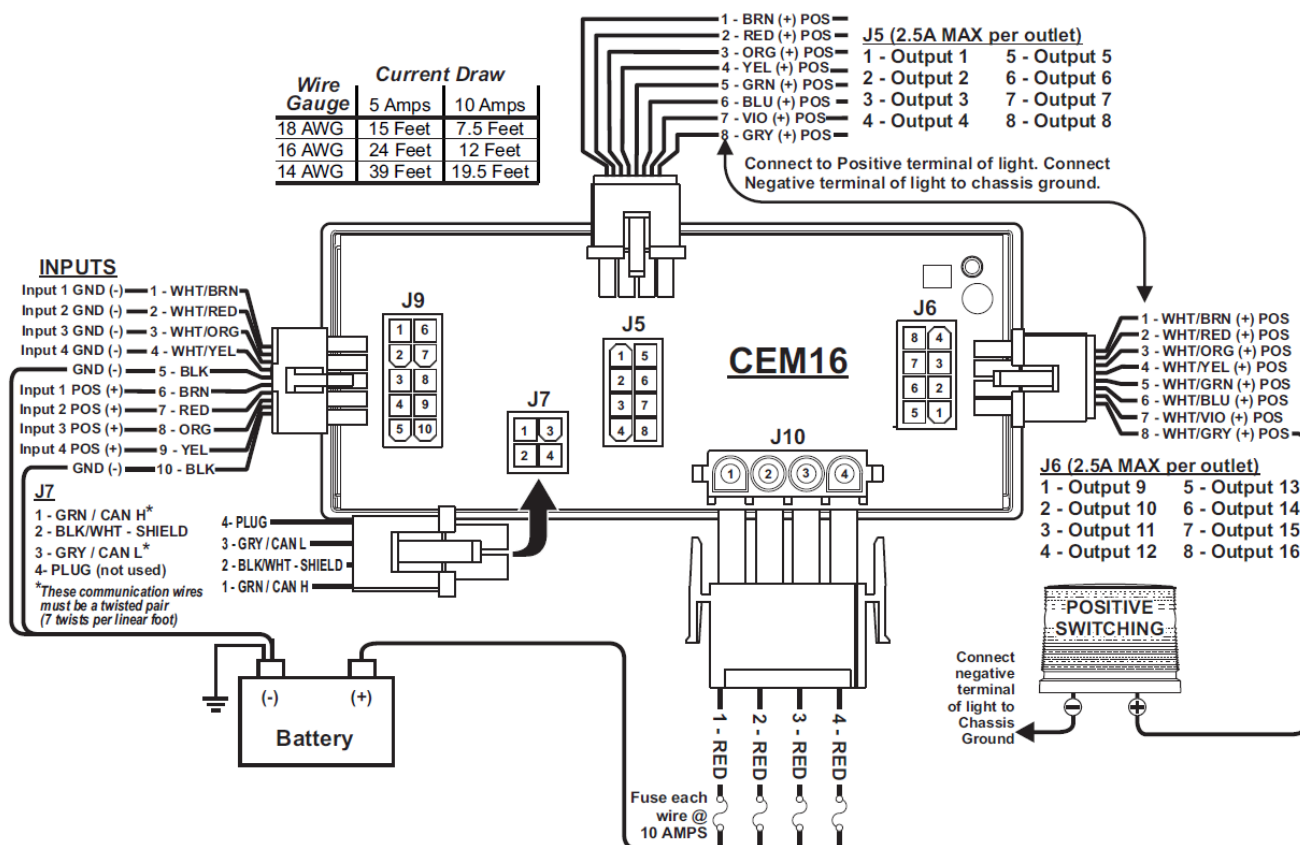 1 - BRN (+) POS
2 - RED (+) POS
3 - ORG (+) POS
4 - YEL (+) POS
5 - GRN (+) POS
6 - BLU (+) POS
7 - VIO (+) POS
8 - GRY (+) POS
J5 (2.5A MAX per outlet)
1 - Output 1 5 - Output 5
2 - Output 2 6 - Output 6
3 - Output 3 7 - Output 7
4 - Output 4 8 - Output 8
Connect to Positive terminal of light. Connect
Negative terminal of light to chassis ground.
Wire
Gauge
Current Draw
5 Amps 10 Amps
18 AWG 15 Feet 7.5 Feet
16 AWG 24 Feet 12 Feet
14 AWG 39 Feet 19.5 Feet
INPUTS
Input 1 GND (-) 1 - WHT/BRN
Input 2 GND (-) 2 - WHT/RED
Input 3 GND (-) 3 - WHT/ORG
Input 4 GND (-) 4 - WHT/YEL
GND (-) 5 - BLK
Input 1 POS (+) 6 - BRN
Input 2 POS (+) 7 - RED
Input 3 POS (+) 8 - ORG
Input 4 POS (+) 9 - YEL
GND (-) 10 - BLK
J9
1 6
2 7
3 8
4 9
5 10
J7
1 3
2 4
J5
1 5
2 6
3 7
4 8
CEM16
J6
8 4
7 3
6 2
5 1
J10
1 2 3 4
1 - WHT/BRN (+) POS
2 - WHT/RED (+) POS
3 - WHT/ORG (+) POS
4 - WHT/YEL (+) POS
5 - WHT/GRN (+) POS
6 - WHT/BLU (+) POS
7 - WHT/VIO (+) POS
8 - WHT/GRY (+) POS
J6 (2.5A MAX per outlet)
1 - Output 9 5 - Output 13
2 - Output 10 6 - Output 14
3 - Output 11 7 - Output 15
4 - Output 12 8 - Output 16
J7
1 - GRN / CAN H*
2 - BLK/WHT - SHIELD
3 - GRY / CAN L*
4- PLUG (not used)
*These communication wires
must be a twisted pair
(7 twists per linear foot)
4- PLUG
3 - GRY / CAN L
2 - BLK/WHT - SHIELD
1 - GRN / CAN H
(-) (+)
Battery
1 - RED
2 - RED
3 - RED
4 - RED
Fuse each
wire @
10 AMPS
POSITIVE
SWITCHING
Connect
negative
terminal
of light to
Chassis
Ground